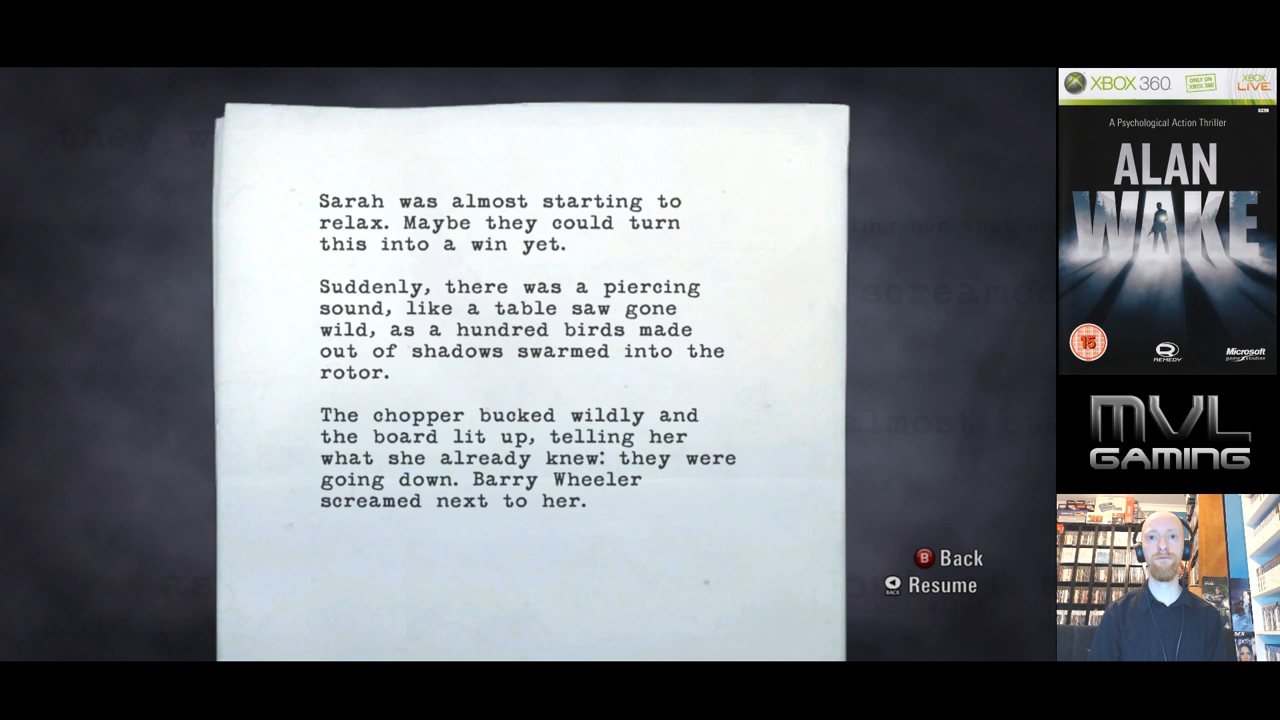 Sarah was almost starting to
relax. Maybe they could turn
this into a win yet.
Suddenly, there was a piercing
sound, like a table saw gone
wild, as a hundred birds made
out of shadows swarmed into the
rotor.
The chopper bucked wildly and
the board lit up, telling her
what she already knew: they were
going down. Barry Wheeler
screamed next to her.
B Back
BACK Resume
XBOX 360
ONLY ON XBOX 360
XBOX LIVE
A Psychological Action Thriller
ALAN
WAKE
15
REMEDY
Microsoft
game studios
MVL
GAMING